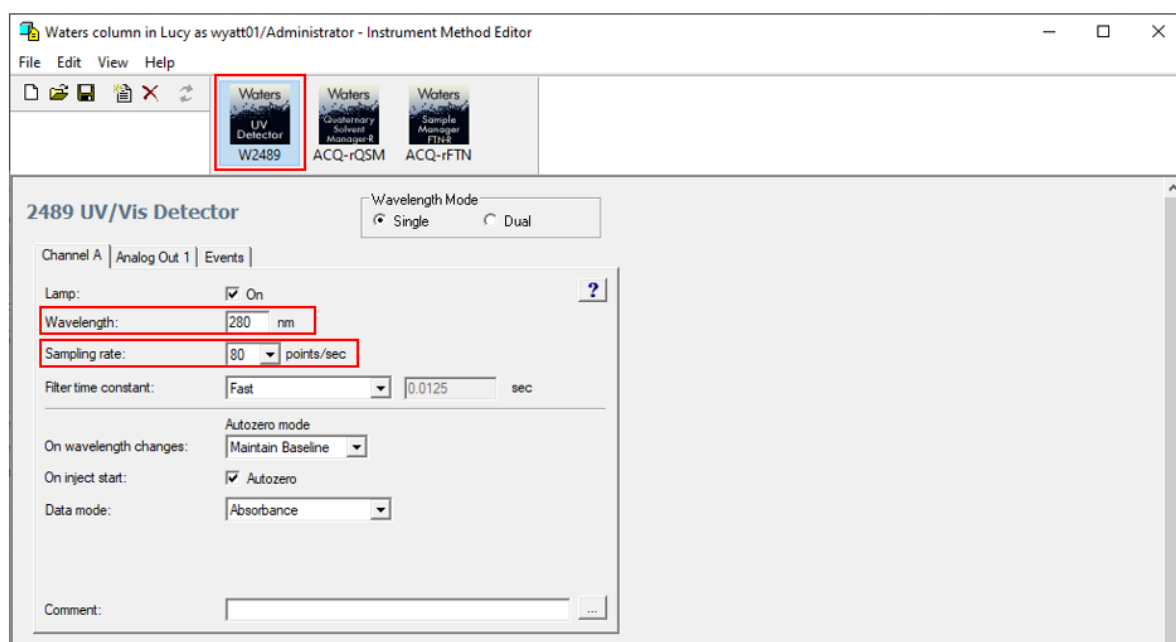 Waters column in Lucy as wyatt01/Administrator - Instrument Method Editor
File Edit View Help
Waters Waters Waters
UV Detector Quaternary Solvent Manager-R Sample Manager FTN-R
W2489 ACQ-rQSM ACQ-rFTN
2489 UV/Vis Detector
Wavelength Mode
Single Dual
Channel A Analog Out 1 Events
Lamp: On ?
Wavelength: 280 nm
Sampling rate: 80 points/sec
Filter time constant: Fast 0.0125 sec
Autozero mode
On wavelength changes: Maintain Baseline
On inject start: Autozero
Data mode: Absorbance
Comment: ...